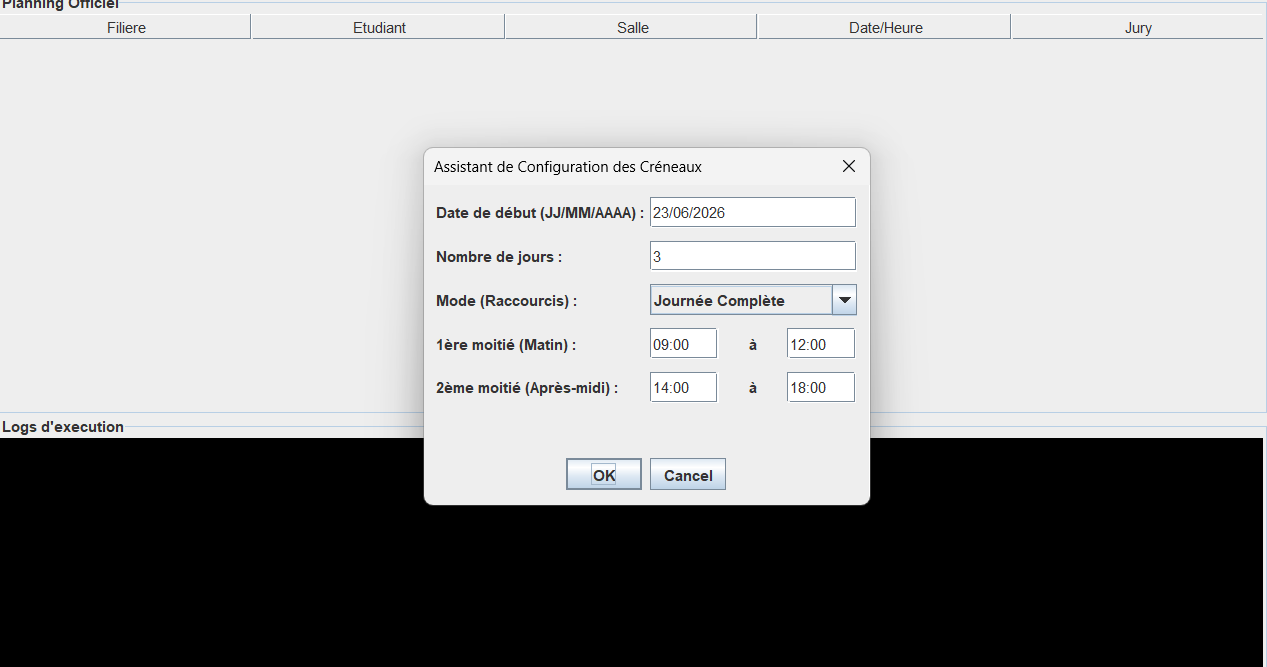 Planning Officiel
Filiere Etudiant Salle Date/Heure Jury
Assistant de Configuration des Créneaux
Date de début (JJ/MM/AAAA) : 23/06/2026
Nombre de jours : 3
Mode (Raccourcis) : Journée Complète
1ère moitié (Matin) : 09:00 à 12:00
2ème moitié (Après-midi) : 14:00 à 18:00
Logs d'execution
OK Cancel